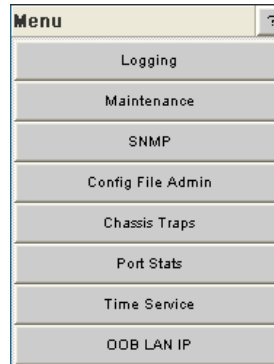 Menu ?
Logging
Maintenance
SNMP
Config File Admin
Chassis Traps
Port Stats
Time Service
OOB LAN IP